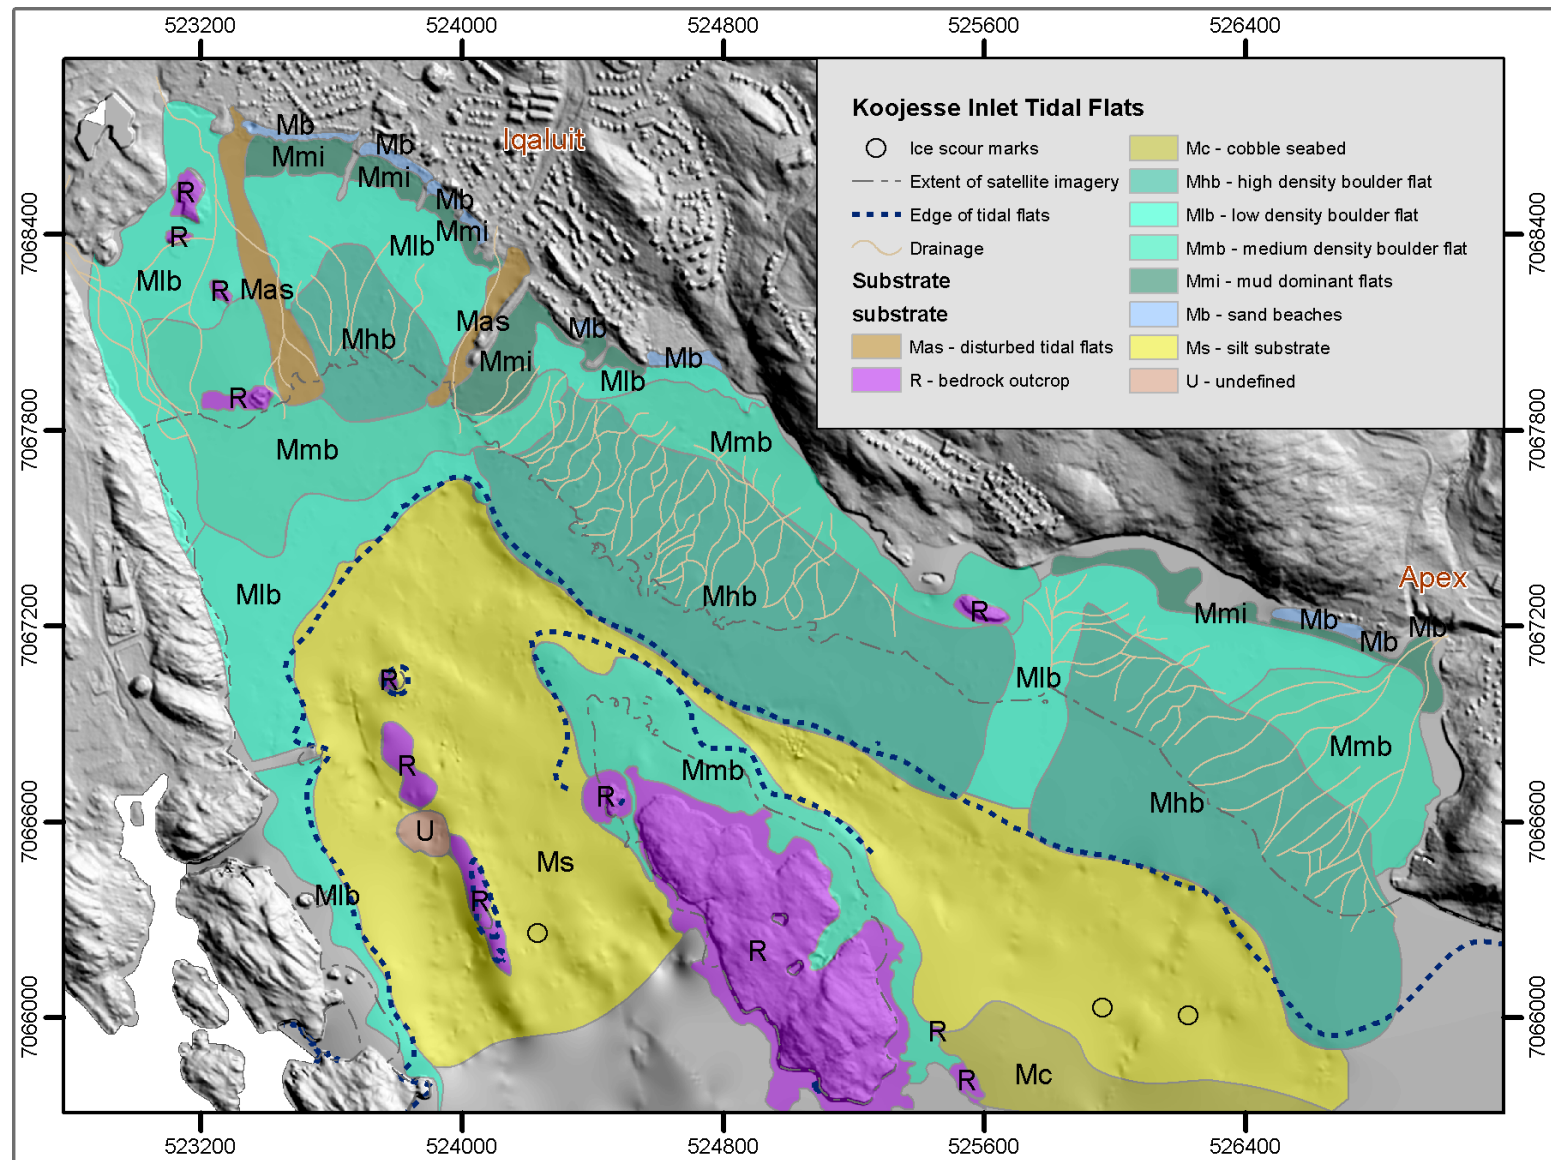 523200
524000
524800
525600
526400
Koojesse Inlet Tidal Flats
Ice scour marks
Extent of satellite imagery
Edge of tidal flats
Drainage
Substrate
substrate
Mas - disturbed tidal flats
R - bedrock outcrop
Mc - cobble seabed
Mhb - high density boulder flat
Mlb - low density boulder flat
Mmb - medium density boulder flat
Mmi - mud dominant flats
Mb - sand beaches
Ms - silt substrate
U - undefined
Mb
Iqaluit
Mb
Mmi
Mmi
R
Mb
7068400
7068400
R
Mmi
Mlb
Mlb
R
Mas
Mas
Mb
Mhb
Mmi
Mb
Mlb
R
7067800
7067800
Mmb
Mmb
Apex
Mlb
Mhb
R
Mmi
Mb
Mb
Mb
7067200
7067200
R
Mlb
R
Mmb
Mmb
R
Mhb
7066600
7066600
U
Ms
Mlb
R
R
7066000
7066000
R
Mc
R
523200
524000
524800
525600
526400